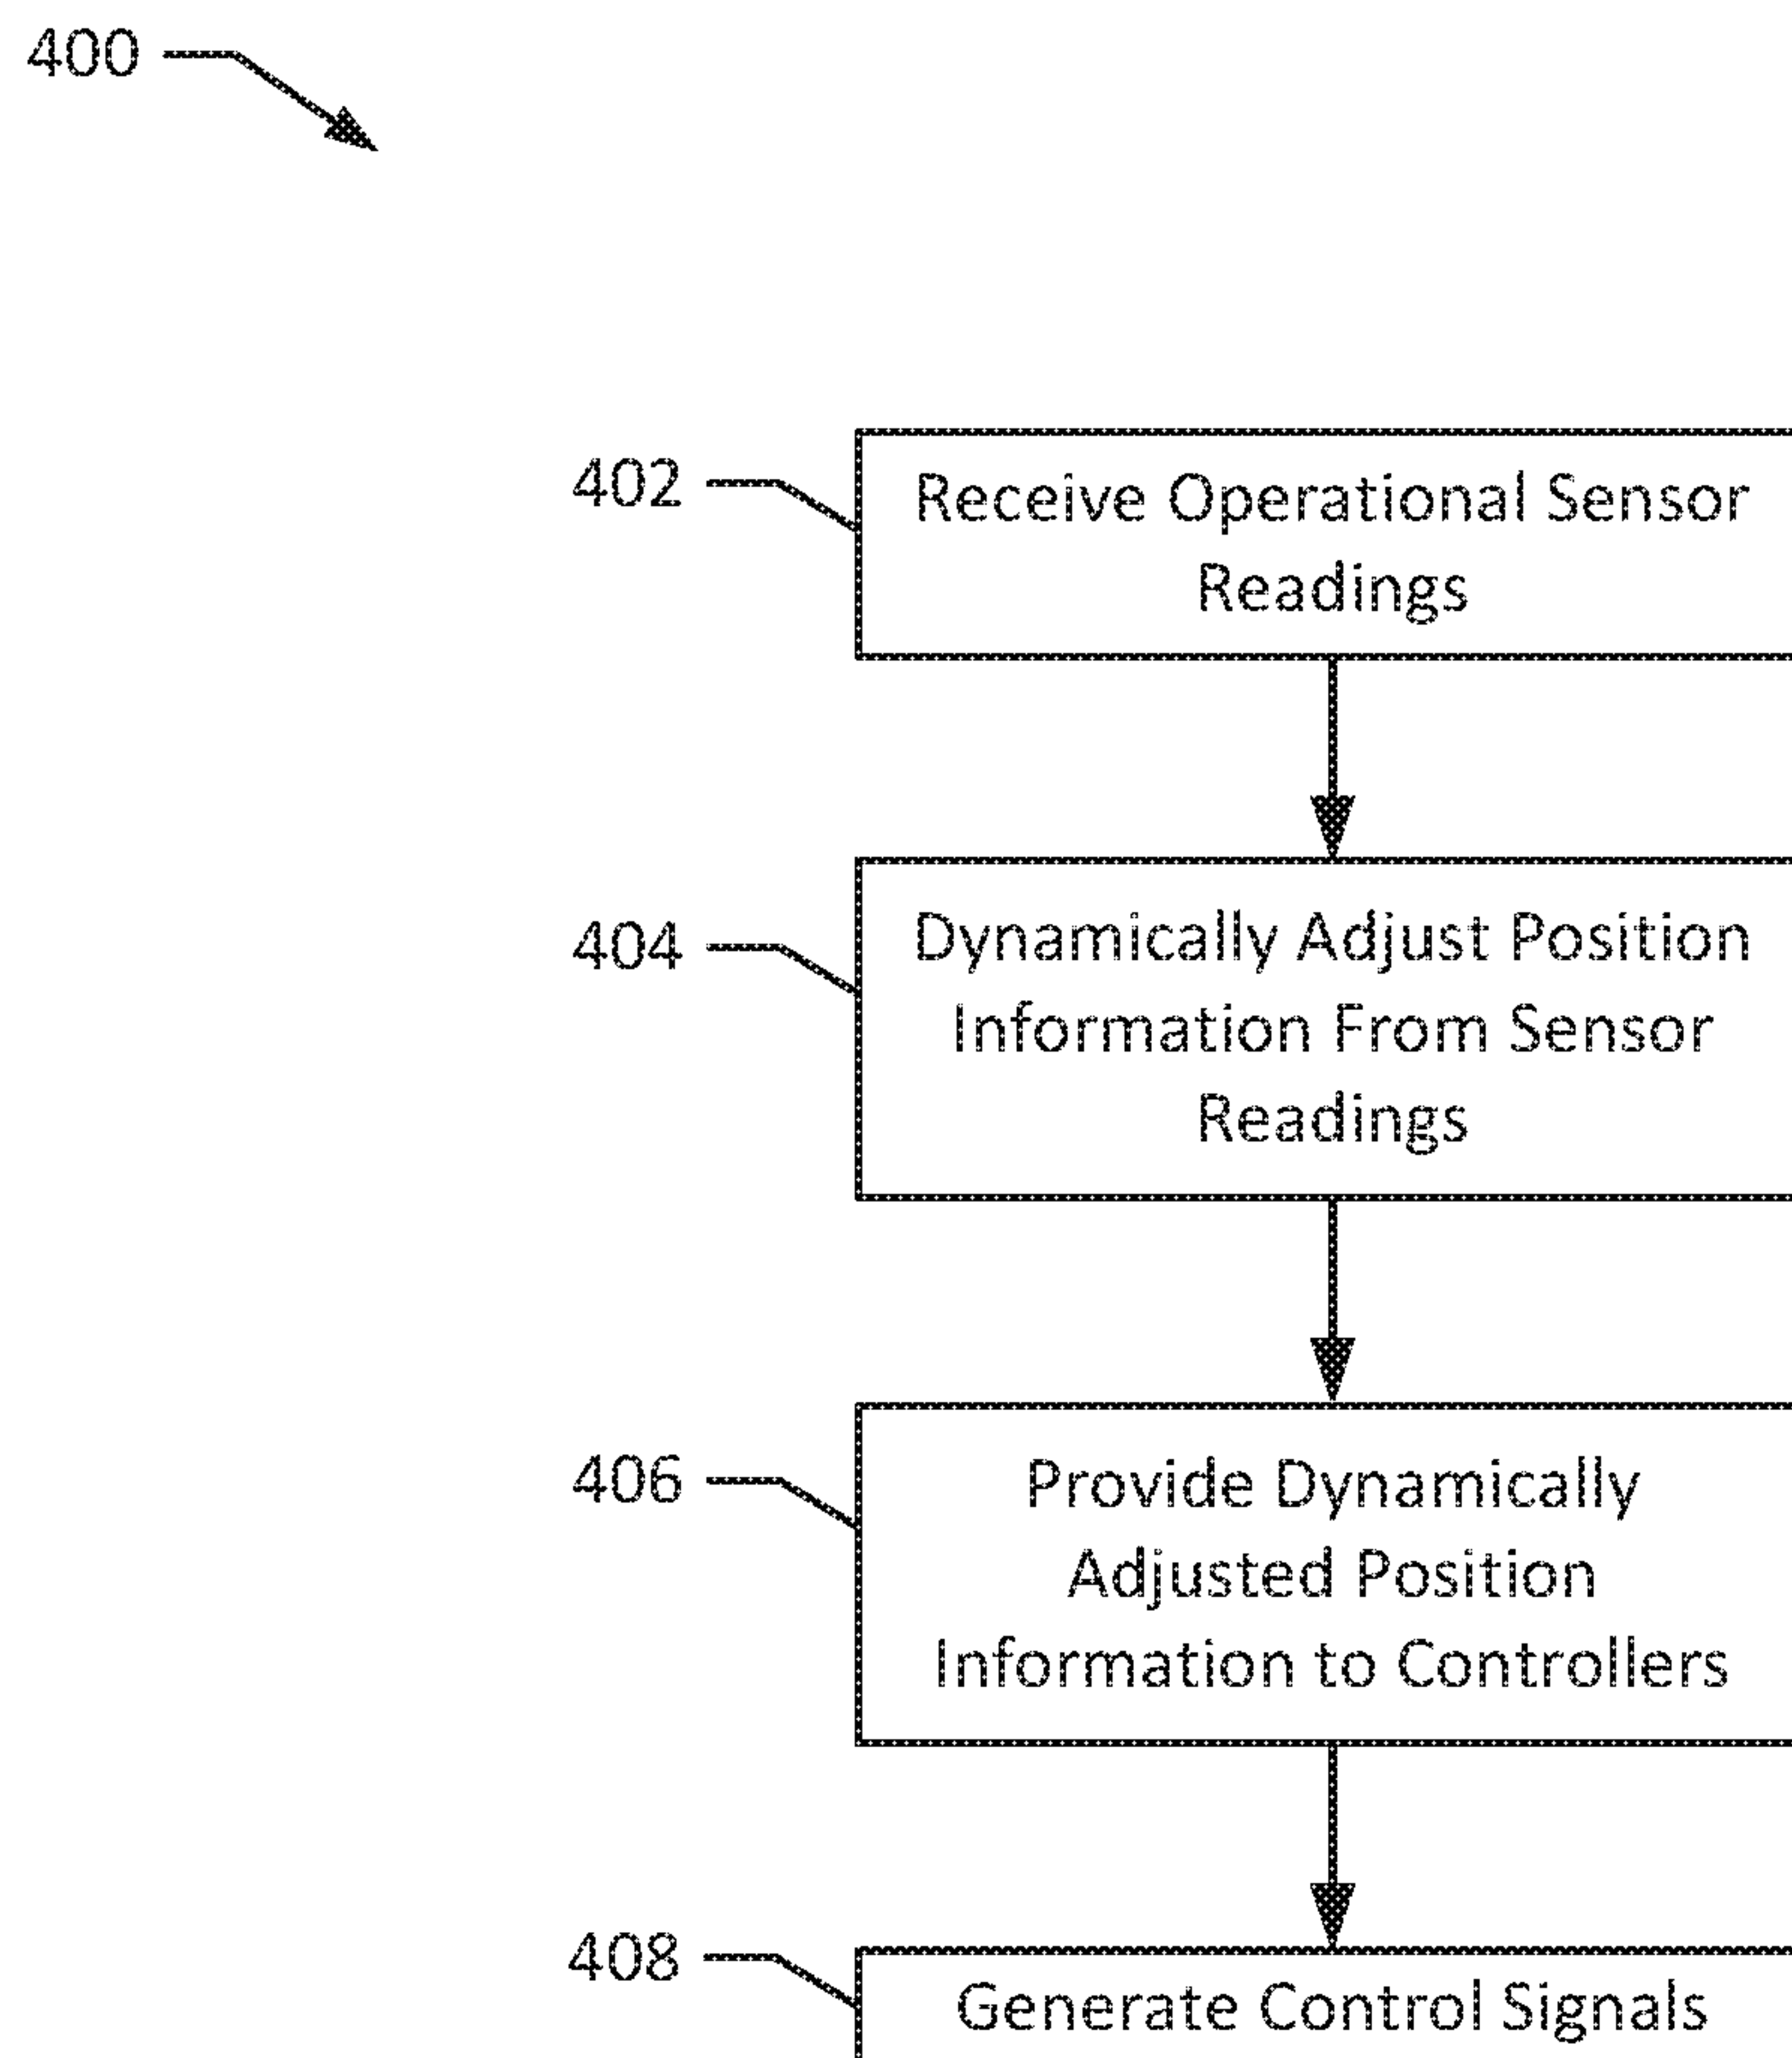 400
402
Receive Operational Sensor
Readings
404
Dynamically Adjust Position
Information From Sensor
Readings
406
Provide Dynamically
Adjusted Position
Information to Controllers
408
Generate Control Signals